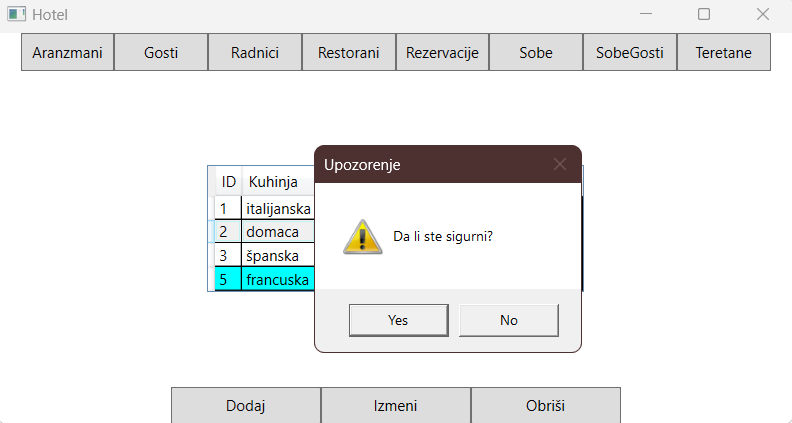 Hotel
Aranzmani Gosti Radnici Restorani Rezervacije Sobe SobeGosti Teretane
Upozorenje
ID Kuhinja
1 italijanska
2 domaca
Da li ste sigurni?
3 španska
5 francuska
Yes No
Dodaj Izmeni Obriši